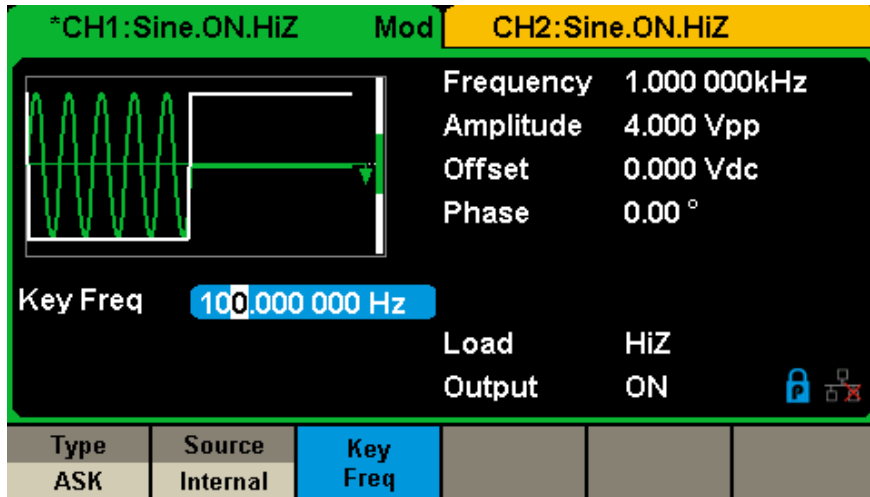 *CH1:Sine.ON.HiZ Mod CH2:Sine.ON.HiZ
Frequency 1.000 000kHz
Amplitude 4.000 Vpp
Offset 0.000 Vdc
Phase 0.00 °
Key Freq 100.000 000 Hz
Load HiZ
Output ON P
Type Source Key
ASK Internal Freq